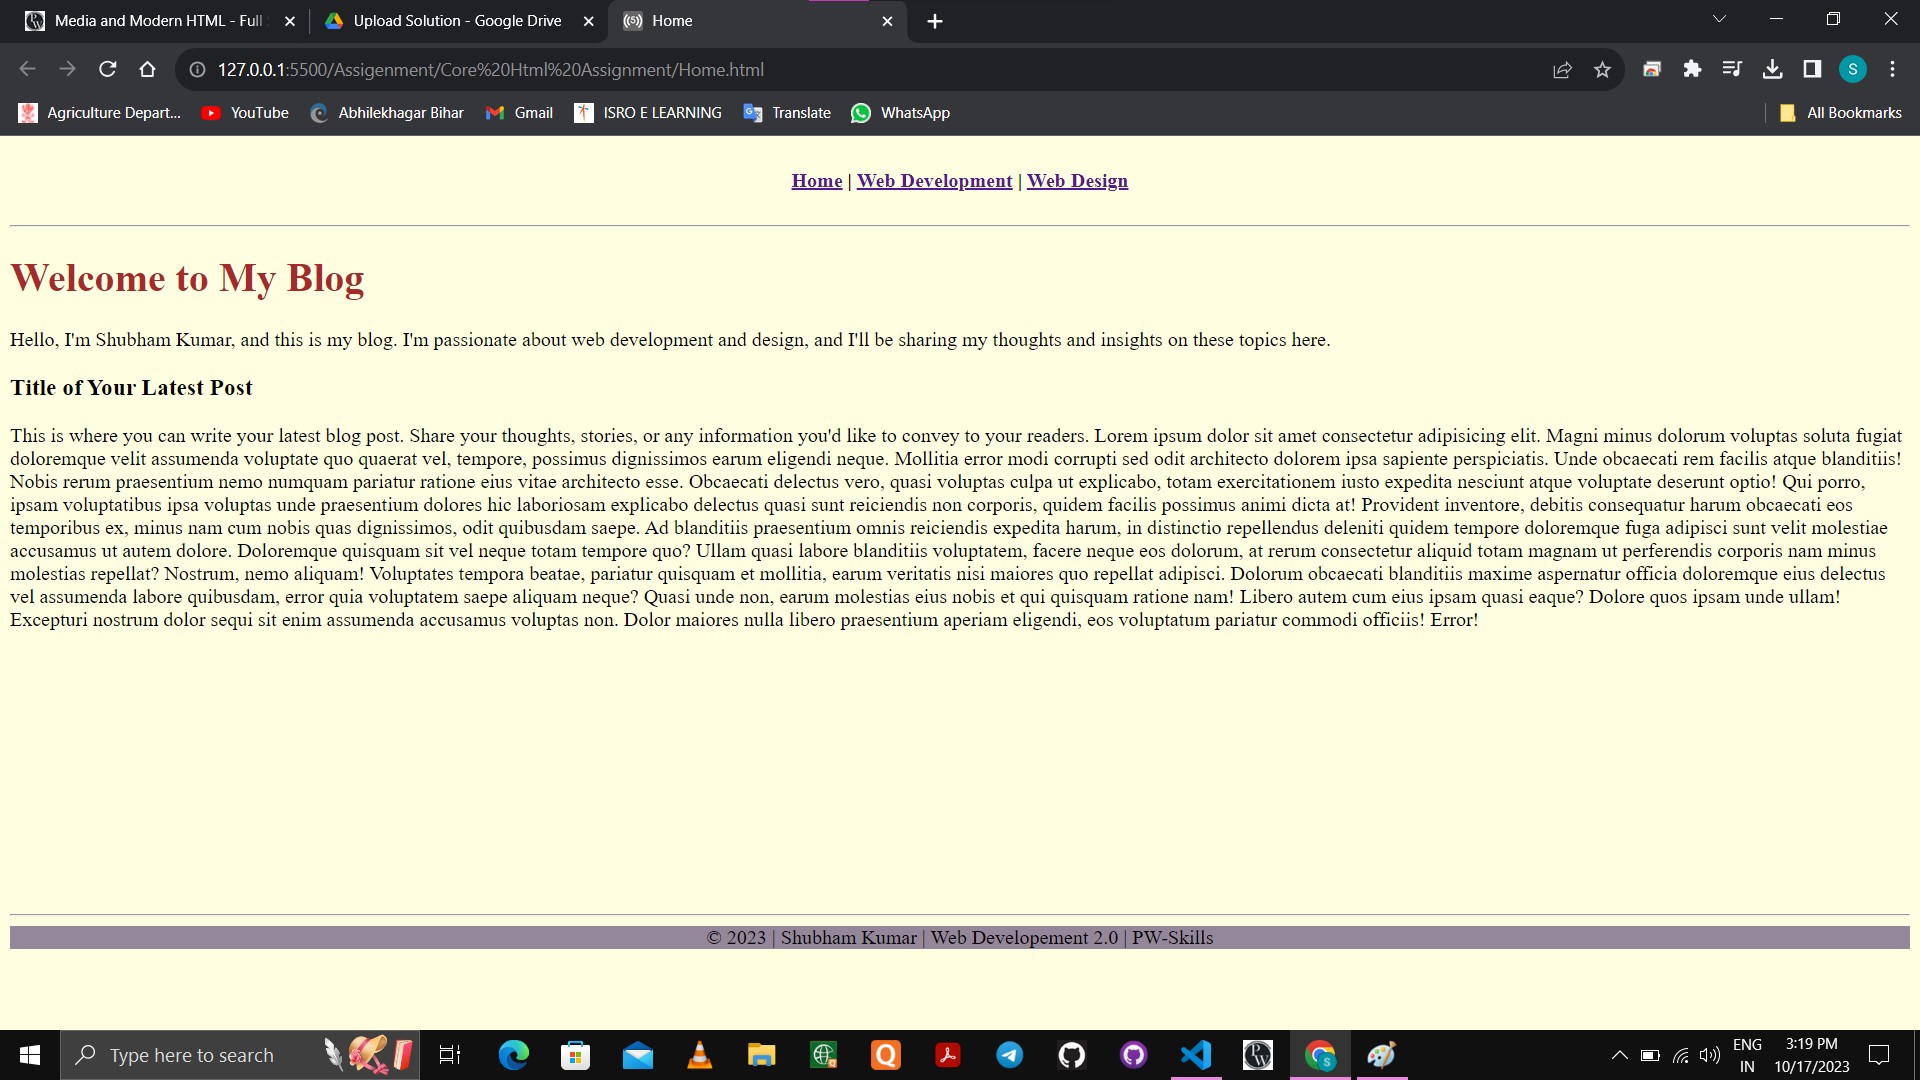 Media and Modern HTML - Full
Upload Solution - Google Drive
Home
127.0.0.1:5500/Assigenment/Core%20Html%20Assignment/Home.html
S
Agriculture Depart...
YouTube
Abhilekhagar Bihar
Gmail
ISRO E LEARNING
Translate
WhatsApp
All Bookmarks
Home | Web Development | Web Design
Welcome to My Blog
Hello, I'm Shubham Kumar, and this is my blog. I'm passionate about web development and design, and I'll be sharing my thoughts and insights on these topics here.
Title of Your Latest Post
This is where you can write your latest blog post. Share your thoughts, stories, or any information you'd like to convey to your readers. Lorem ipsum dolor sit amet consectetur adipisicing elit. Magni minus dolorum voluptas soluta fugiat
doloremque velit assumenda voluptate quo quaerat vel, tempore, possimus dignissimos earum eligendi neque. Mollitia error modi corrupti sed odit architecto dolorem ipsa sapiente perspiciatis. Unde obcaecati rem facilis atque blanditiis!
Nobis rerum praesentium nemo numquam pariatur ratione eius vitae architecto esse. Obcaecati delectus vero, quasi voluptas culpa ut explicabo, totam exercitationem iusto expedita nesciunt atque voluptate deserunt optio! Qui porro,
ipsam voluptatibus ipsa voluptas unde praesentium dolores hic laboriosam explicabo delectus quasi sunt reiciendis non corporis, quidem facilis possimus animi dicta at! Provident inventore, debitis consequatur harum obcaecati eos
temporibus ex, minus nam cum nobis quas dignissimos, odit quibusdam saepe. Ad blanditiis praesentium omnis reiciendis expedita harum, in distinctio repellendus deleniti quidem tempore doloremque fuga adipisci sunt velit molestiae
accusamus ut autem dolore. Doloremque quisquam sit vel neque totam tempore quo? Ullam quasi labore blanditiis voluptatem, facere neque eos dolorum, at rerum consectetur aliquid totam magnam ut perferendis corporis nam minus
molestias repellat? Nostrum, nemo aliquam! Voluptates tempora beatae, pariatur quisquam et mollitia, earum veritatis nisi maiores quo repellat adipisci. Dolorum obcaecati blanditiis maxime aspernatur officia doloremque eius delectus
vel assumenda labore quibusdam, error quia voluptatem saepe aliquam neque? Quasi unde non, earum molestias eius nobis et qui quisquam ratione nam! Libero autem cum eius ipsam quasi eaque? Dolore quos ipsam unde ullam!
Excepturi nostrum dolor sequi sit enim assumenda accusamus voluptas non. Dolor maiores nulla libero praesentium aperiam eligendi, eos voluptatum pariatur commodi officiis! Error!
© 2023 | Shubham Kumar | Web Developement 2.0 | PW-Skills
Type here to search
ENG
IN
3:19 PM
10/17/2023